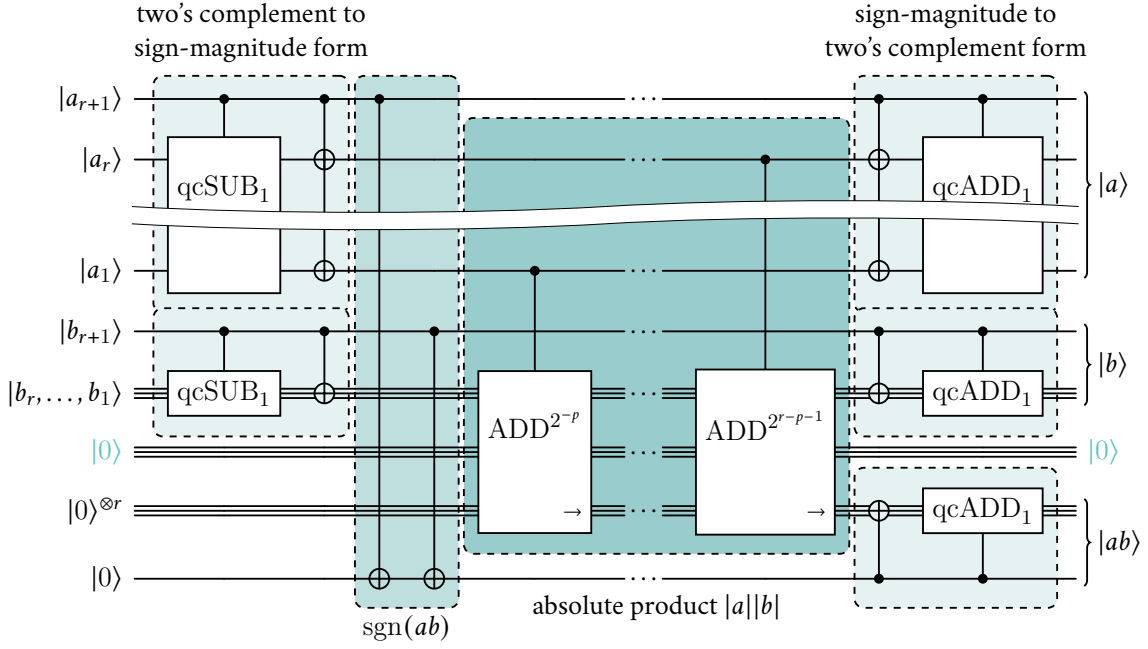 two's complement to
sign-magnitude form
sign-magnitude to
two's complement form
|a_{r+1}⟩
|a_r⟩
qcSUB_1
qcADD_1
|a⟩
|a_1⟩
|b_{r+1}⟩
|b_r, ..., b_1⟩
qcSUB_1
qcADD_1
|b⟩
ADD^{2^{-p}}
→
ADD^{2^{r-p-1}}
→
|0⟩
|0⟩
|0⟩^{⊗r}
qcADD_1
|ab⟩
|0⟩
sgn(ab)
absolute product |a||b|
...
...
...
...
...
...
...
...